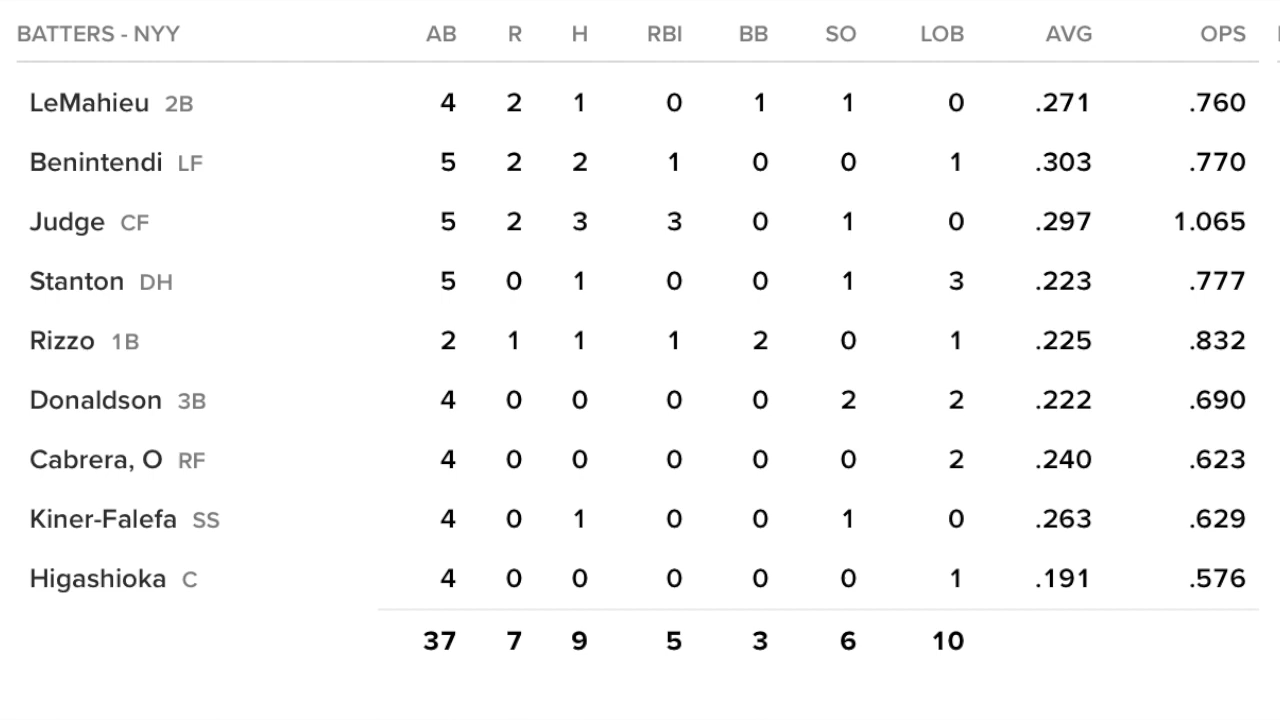 BATTERS - NYY AB R H RBI BB SO LOB AVG OPS
LeMahieu 2B 4 2 1 0 1 1 0 .271 .760
Benintendi LF 5 2 2 1 0 0 1 .303 .770
Judge CF 5 2 3 3 0 1 0 .297 1.065
Stanton DH 5 0 1 0 0 1 3 .223 .777
Rizzo 1B 2 1 1 1 2 0 1 .225 .832
Donaldson 3B 4 0 0 0 0 2 2 .222 .690
Cabrera, O RF 4 0 0 0 0 0 2 .240 .623
Kiner-Falefa SS 4 0 1 0 0 1 0 .263 .629
Higashioka C 4 0 0 0 0 0 1 .191 .576
37 7 9 5 3 6 10